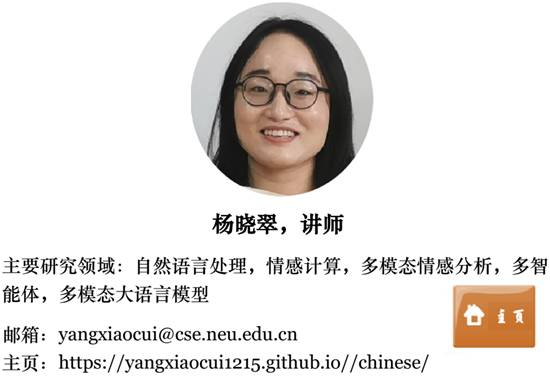 杨晓翠，讲师
主要研究领域：自然语言处理，情感计算，多模态情感分析，多智
能体，多模态大语言模型
主页
邮箱：yangxiaocui@cse.neu.edu.cn
主页：https://yangxiaocui1215.github.io//chinese/